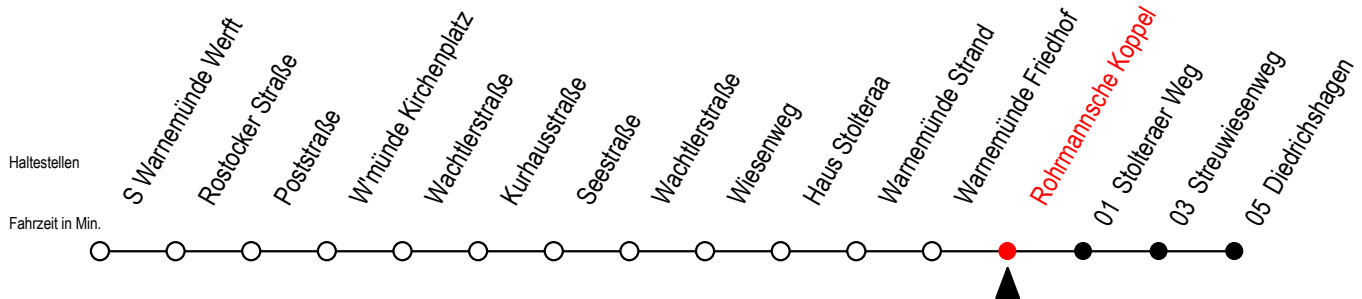 Haltestellen
Fahrzeit in Min.
S Warnemünde Werft
Rostocker Straße
Poststraße
W'münde Kirchenplatz
Wachtlerstraße
Kurhausstraße
Seestraße
Wachtlerstraße
Wiesenweg
Haus Stolteraa
Warnemünde Strand
Warnemünde Friedhof
Rohrmannsche Koppel
01 Stolteraer Weg
03 Streuwiesenweg
05 Diedrichshagen